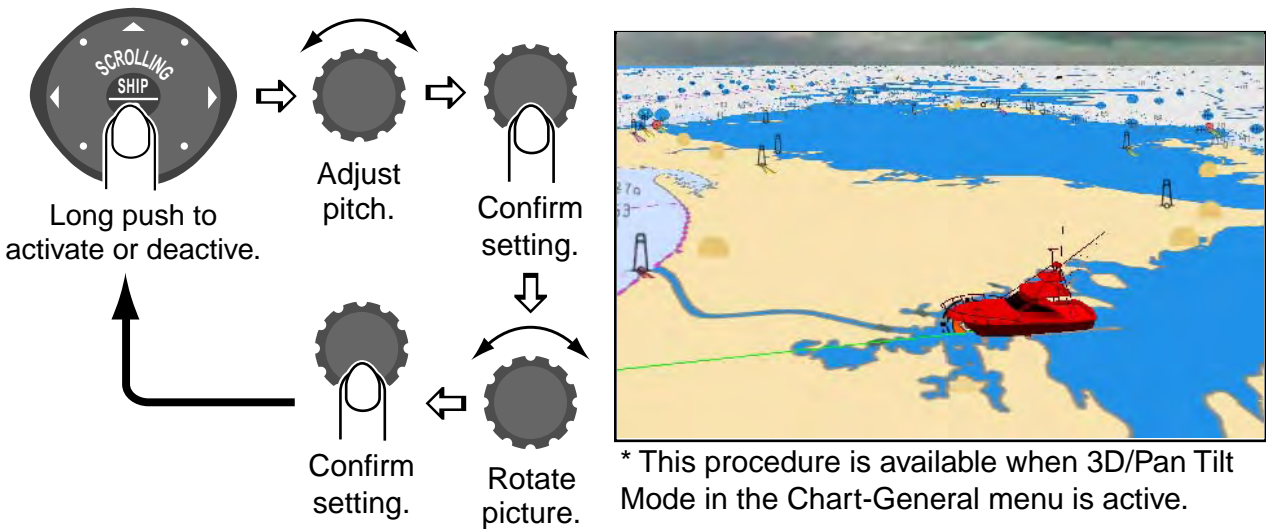 SCROLLING
SHIP
Long push to
activate or deactive.
Adjust
pitch.
Confirm
setting.
Rotate
picture.
Confirm
setting.
* This procedure is available when 3D/Pan Tilt
Mode in the Chart-General menu is active.